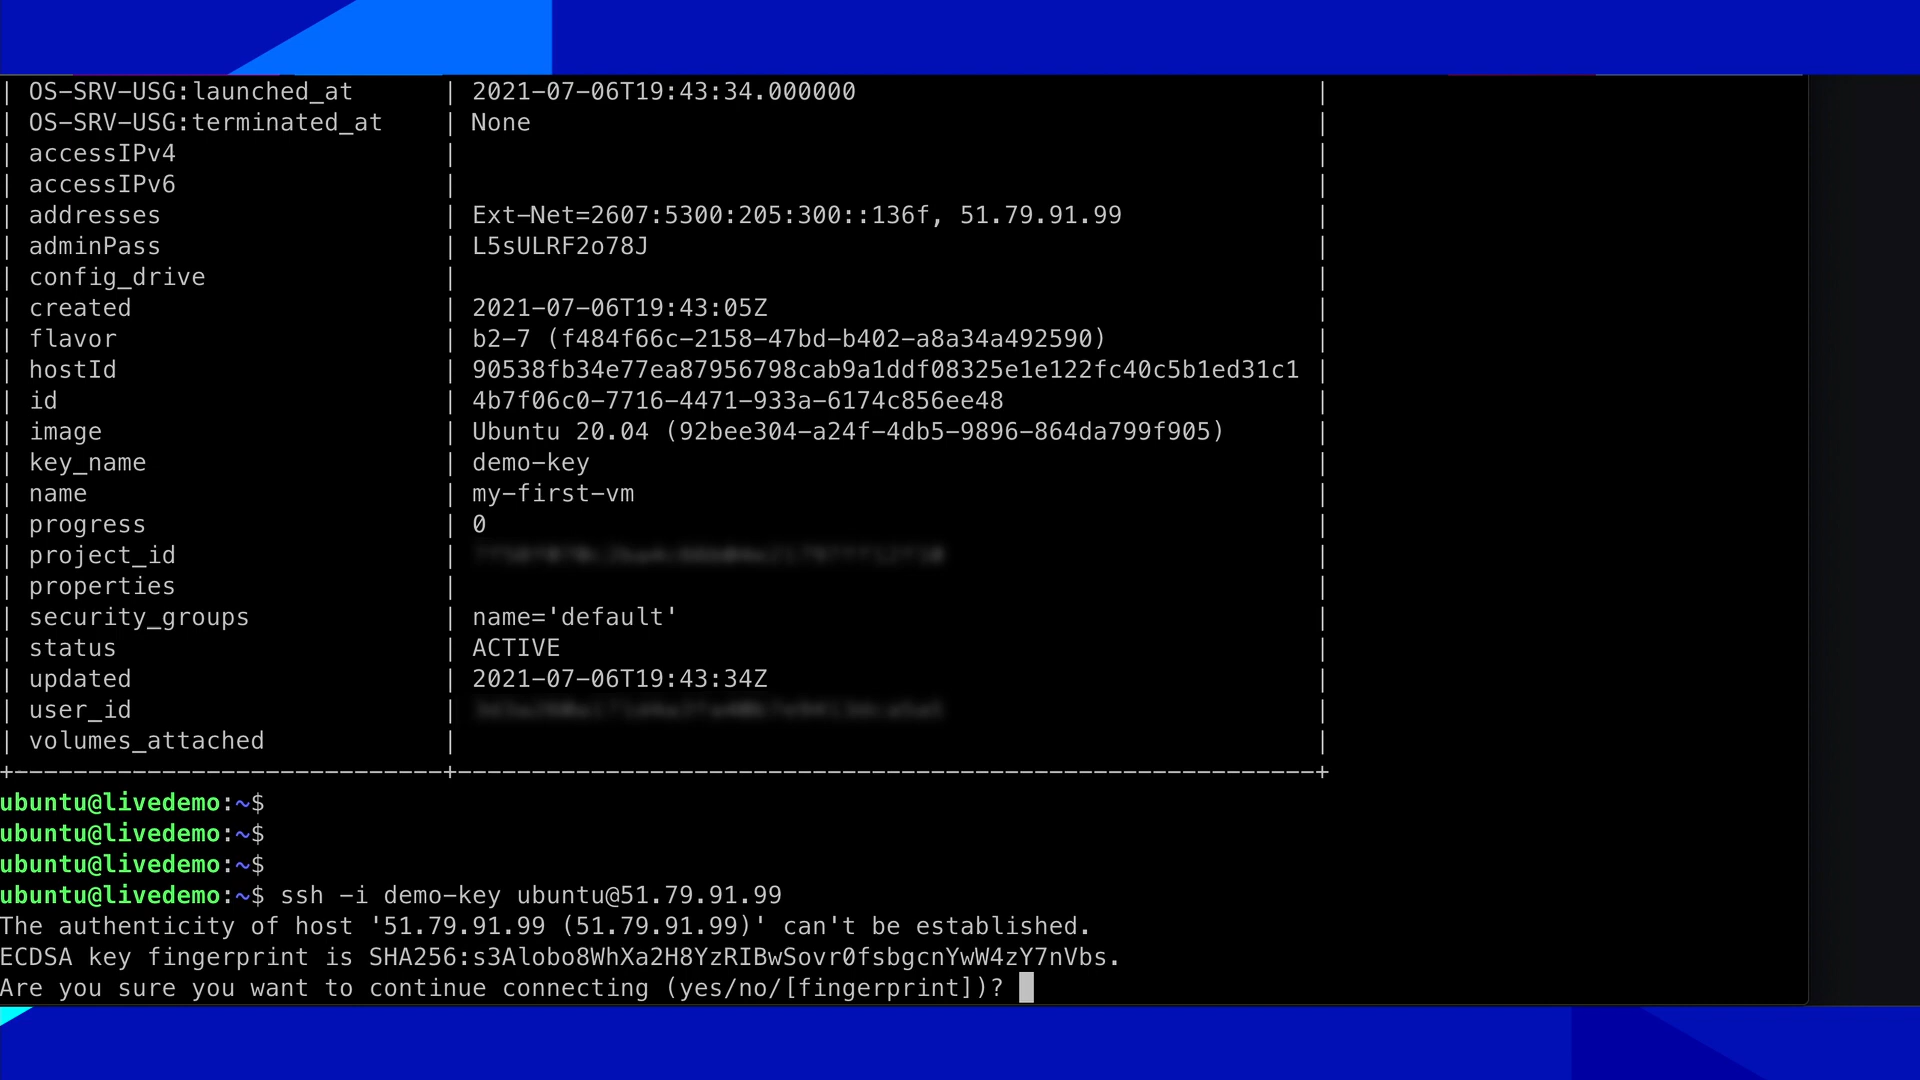 | OS-SRV-USG:launched_at | 2021-07-06T19:43:34.000000 |
| OS-SRV-USG:terminated_at | None |
| accessIPv4 | |
| accessIPv6 | |
| addresses | Ext-Net=2607:5300:205:300::136f, 51.79.91.99 |
| adminPass | L5sULRF2o78J |
| config_drive | |
| created | 2021-07-06T19:43:05Z |
| flavor | b2-7 (f484f66c-2158-47bd-b402-a8a34a492590) |
| hostId | 90538fb34e77ea87956798cab9a1ddf08325e1e122fc40c5b1ed31c1 |
| id | 4b7f06c0-7716-4471-933a-6174c856ee48 |
| image | Ubuntu 20.04 (92bee304-a24f-4db5-9896-864da799f905) |
| key_name | demo-key |
| name | my-first-vm |
| progress | 0 |
| project_id | |
| properties | |
| security_groups | name='default' |
| status | ACTIVE |
| updated | 2021-07-06T19:43:34Z |
| user_id | |
| volumes_attached | |
+-----------------------------+----------------------------------------------------------+
ubuntu@livedemo:~$
ubuntu@livedemo:~$
ubuntu@livedemo:~$
ubuntu@livedemo:~$ ssh -i demo-key ubuntu@51.79.91.99
The authenticity of host '51.79.91.99 (51.79.91.99)' can't be established.
ECDSA key fingerprint is SHA256:s3Alobo8WhXa2H8YzRIBwSovr0fsbgcnYwW4zY7nVbs.
Are you sure you want to continue connecting (yes/no/[fingerprint])?